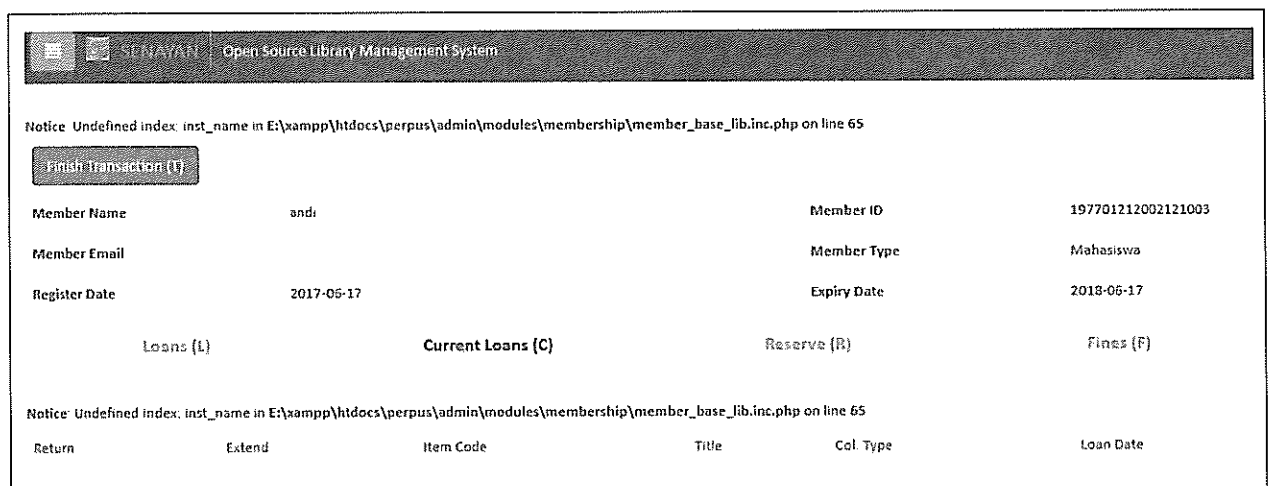 SENAYAN Open Source Library Management System
Notice: Undefined index: inst_name in E:\xampp\htdocs\perpus\admin\modules\membership\member_base_lib.inc.php on line 65
Finish Transaction (T)
Member Name andi Member ID 197701212002121003
Member Email Member Type Mahasiswa
Register Date 2017-06-17 Expiry Date 2018-06-17
Loans (L) Current Loans (C) Reserve (R) Fines (F)
Notice: Undefined index: inst_name in E:\xampp\htdocs\perpus\admin\modules\membership\member_base_lib.inc.php on line 65
Return Extend Item Code Title Col. Type Loan Date